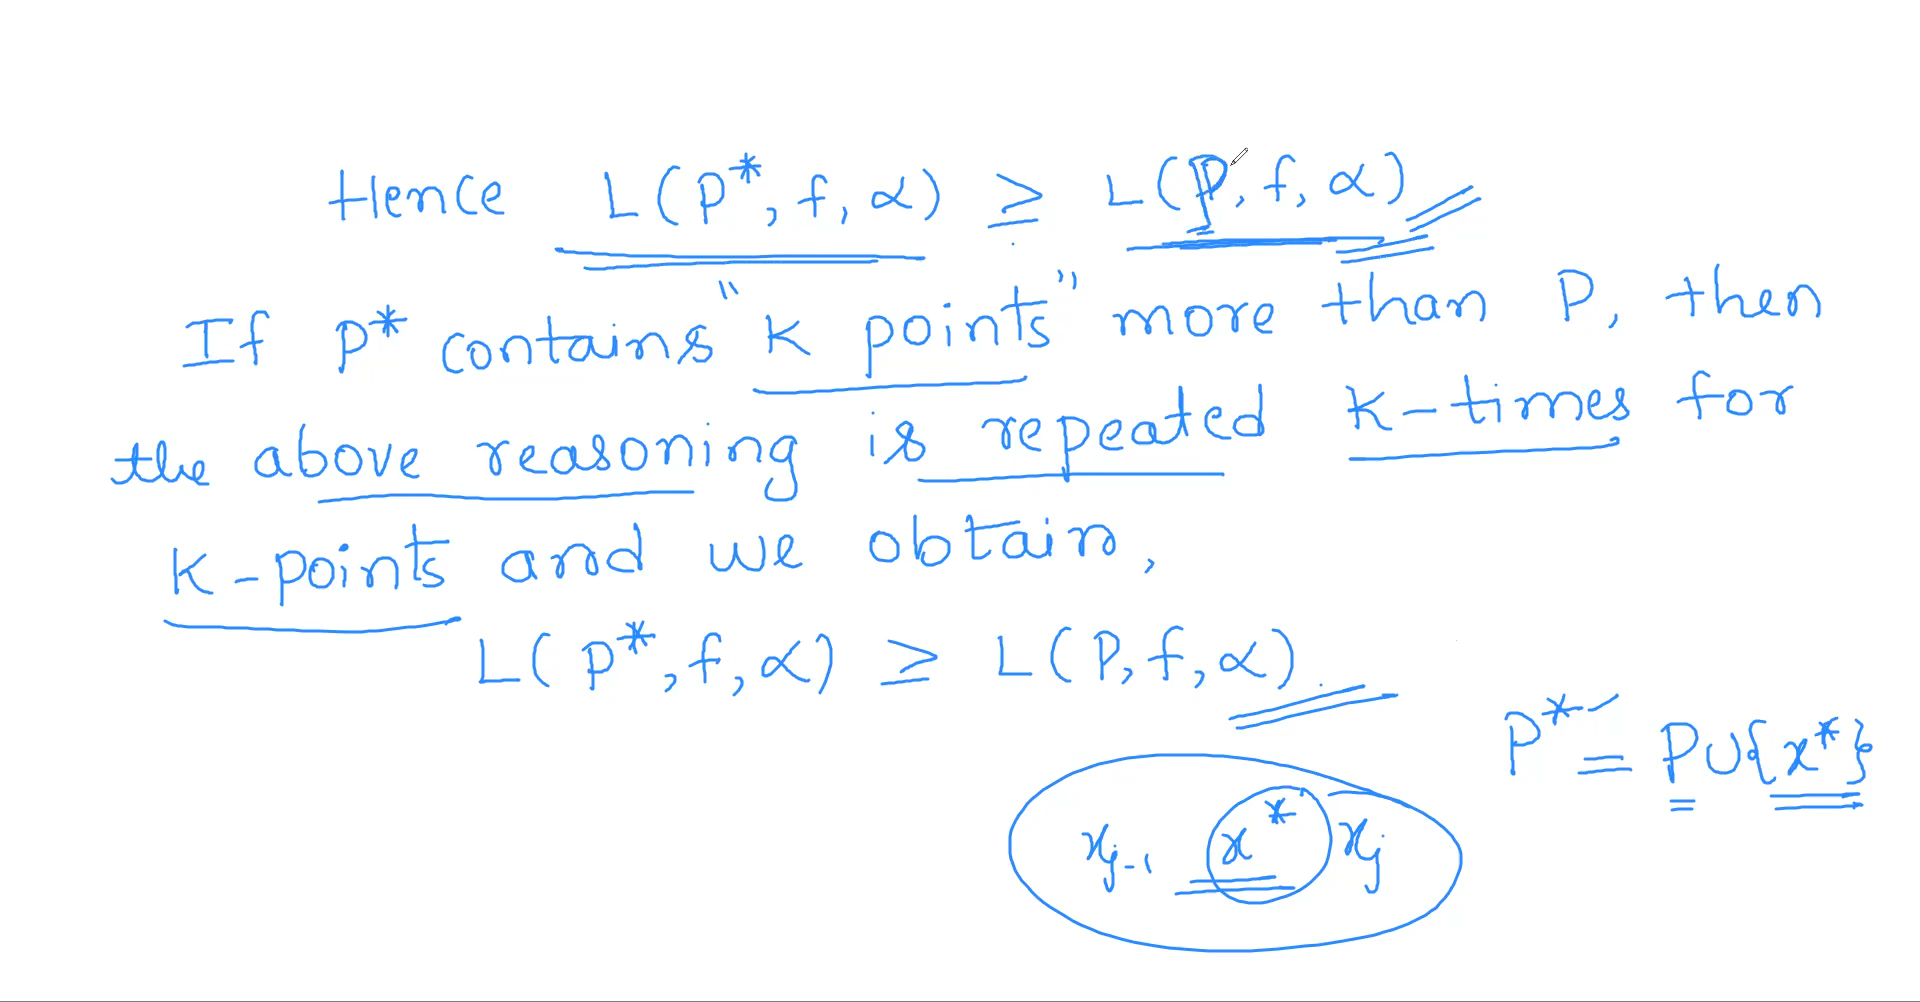 Hence L(P*, f, α) ≥ L(P, f, α)
If P* contains "K points" more than P, then
the above reasoning is repeated K-times for
K-points and we obtain,
L(P*, f, α) ≥ L(P, f, α)
P* = P∪{x*}
xj-1 x* xj